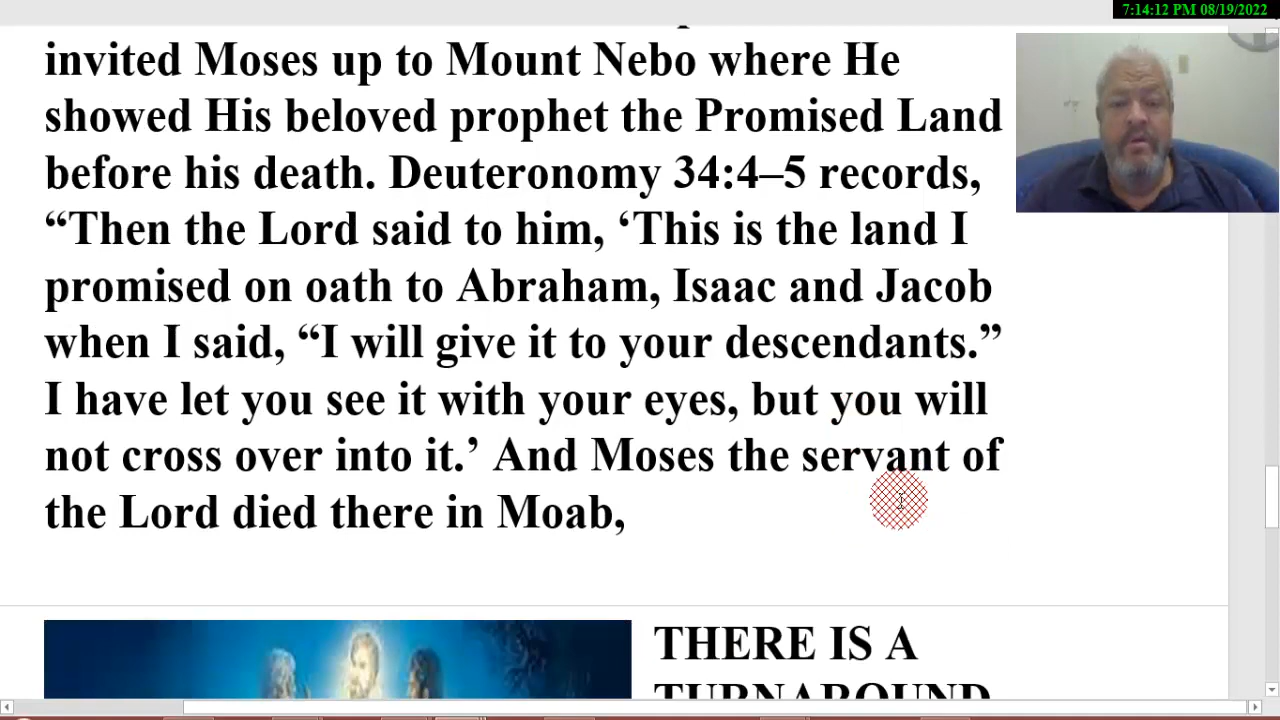 7:14:12 PM 08/19/2022
invited Moses up to Mount Nebo where He
showed His beloved prophet the Promised Land
before his death. Deuteronomy 34:4–5 records,
“Then the Lord said to him, ‘This is the land I
promised on oath to Abraham, Isaac and Jacob
when I said, “I will give it to your descendants.”
I have let you see it with your eyes, but you will
not cross over into it.’ And Moses the servant of
the Lord died there in Moab,
THERE IS A
TURNAROUND